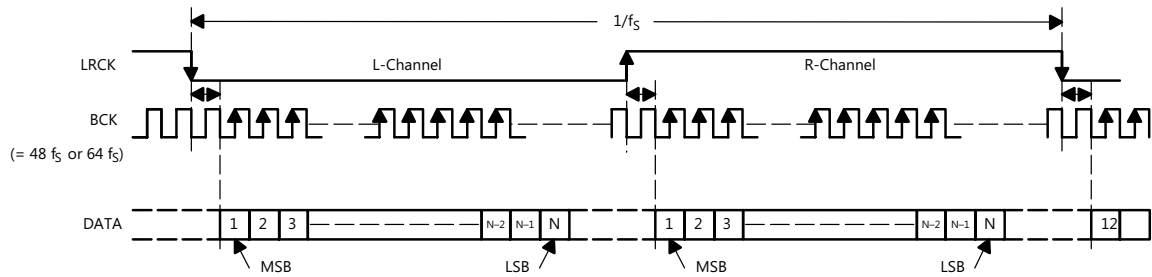 1/fS
LRCK
L-Channel
R-Channel
BCK
(= 48 fS or 64 fS)
DATA
1 2 3 N–2 N–1 N 1 2 3 N–2 N–1 N 12
MSB LSB MSB LSB